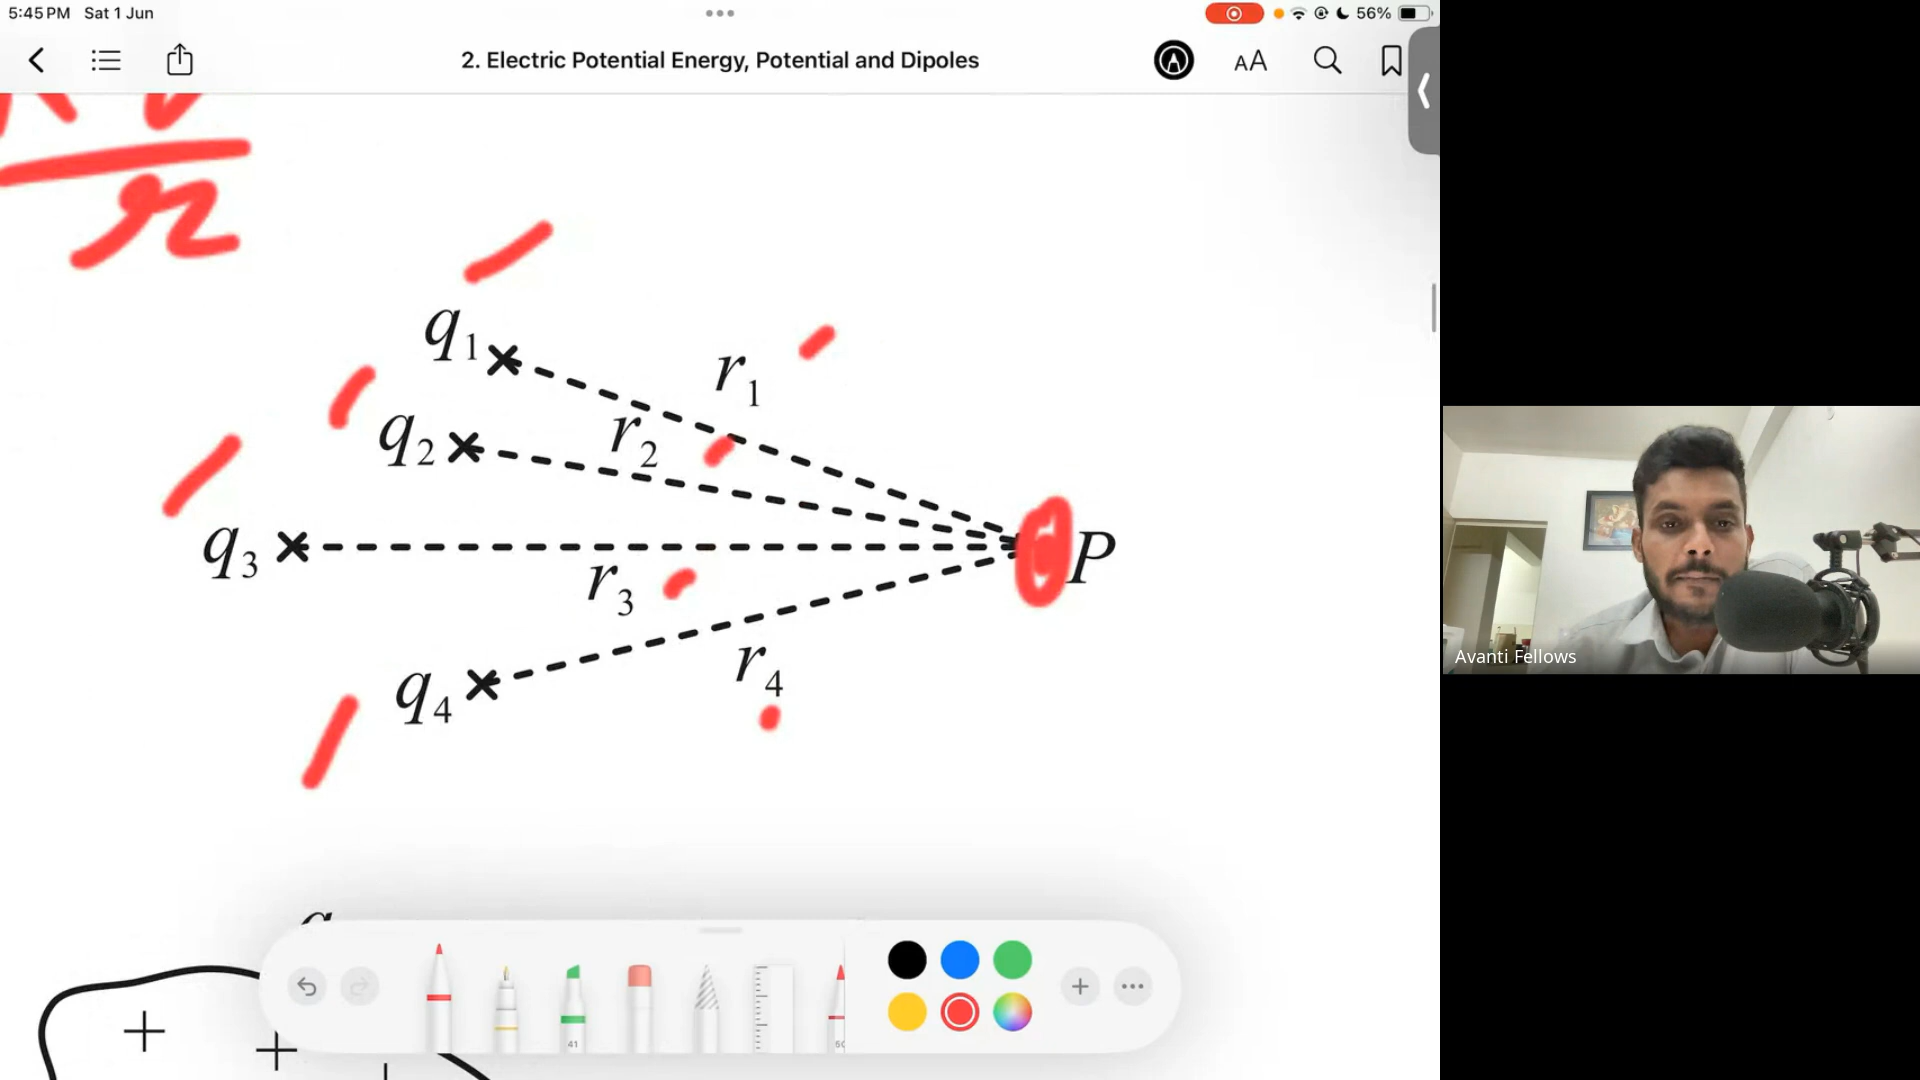 5:45 PM Sat 1 Jun
56%
2. Electric Potential Energy, Potential and Dipoles
AA
r
q1
r1
q2
r2
P
q3
r3
q4
r4
+
+
41
Avanti Fellows